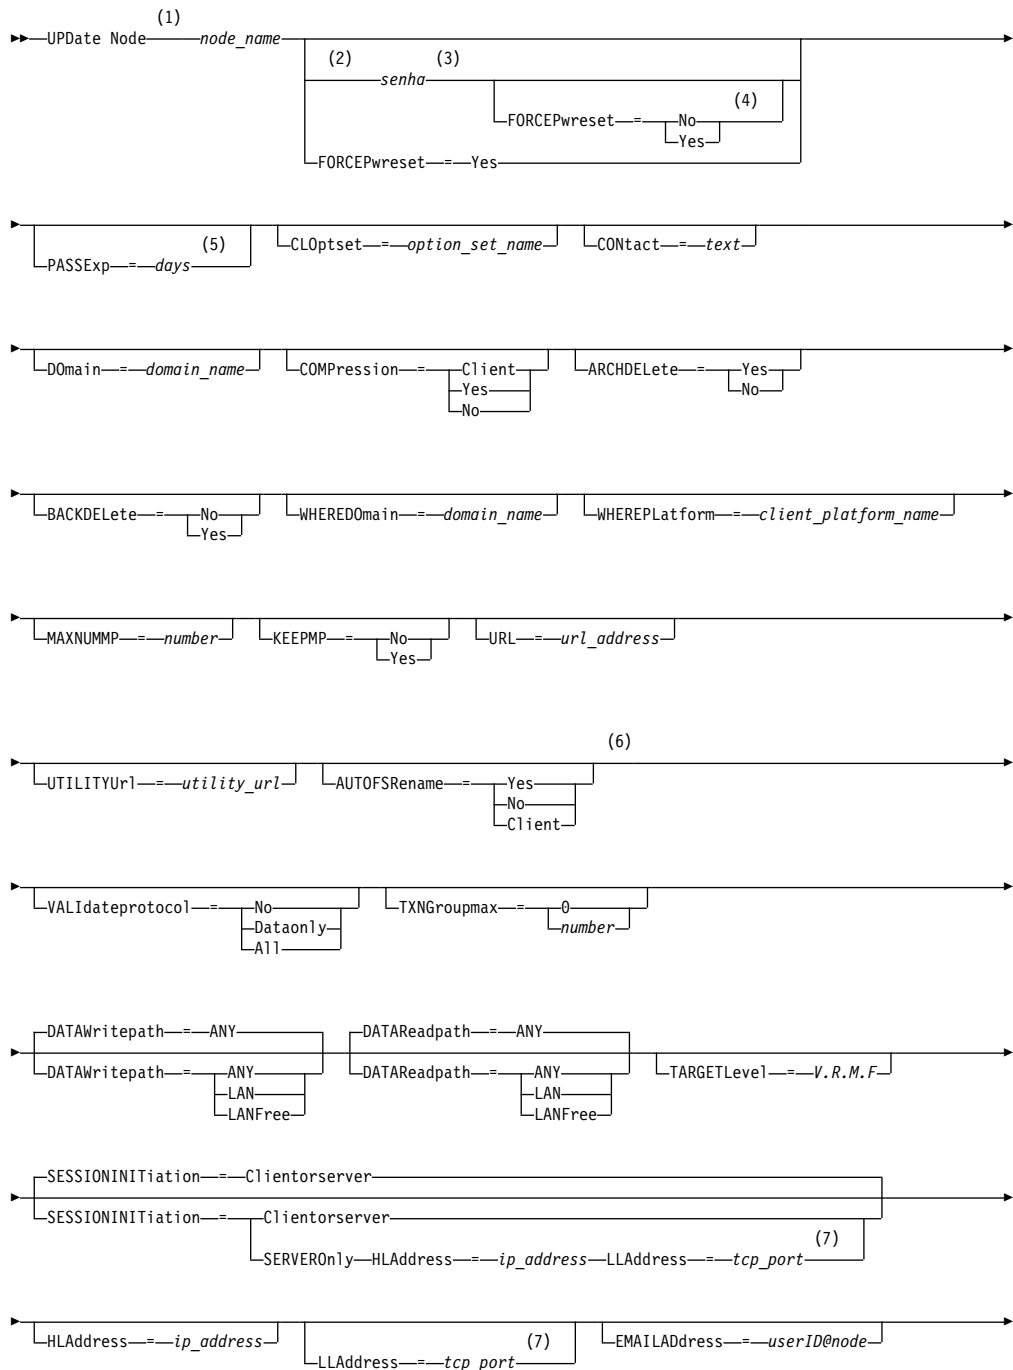 (1)
UPDate Node node_name
(2) senha (3)
(4)
FORCEPwreset = No
Yes
FORCEPwreset = Yes
(5)
PASSExp = days CLOptset = option_set_name CONtact = text
DOmain = domain_name COMPression = Client ARCHDELete = Yes
Yes No
No
BACKDELete = No WHEREDOmain = domain_name WHEREPLatform = client_platform_name
Yes
MAXNUMMP = number KEEPMP = No URL = url_address
Yes
(6)
UTILITYUrl = utility_url AUTOFSRename = Yes
No
Client
VALIdateprotocol = No TXNGroupmax = 0
Dataonly number
All
DATAWritepath = ANY DATAReadpath = ANY
DATAWritepath = ANY DATAReadpath = ANY TARGETLevel = V.R.M.F
LAN LAN
LANFree LANFree
SESSIONINITiation = Clientorserver
SESSIONINITiation = Clientorserver
(7)
SERVEROnly HLAddress = ip_address LLAddress = tcp_port
HLAddress = ip_address (7) EMAILADdress = userID@node
LLAddress = tcp_port